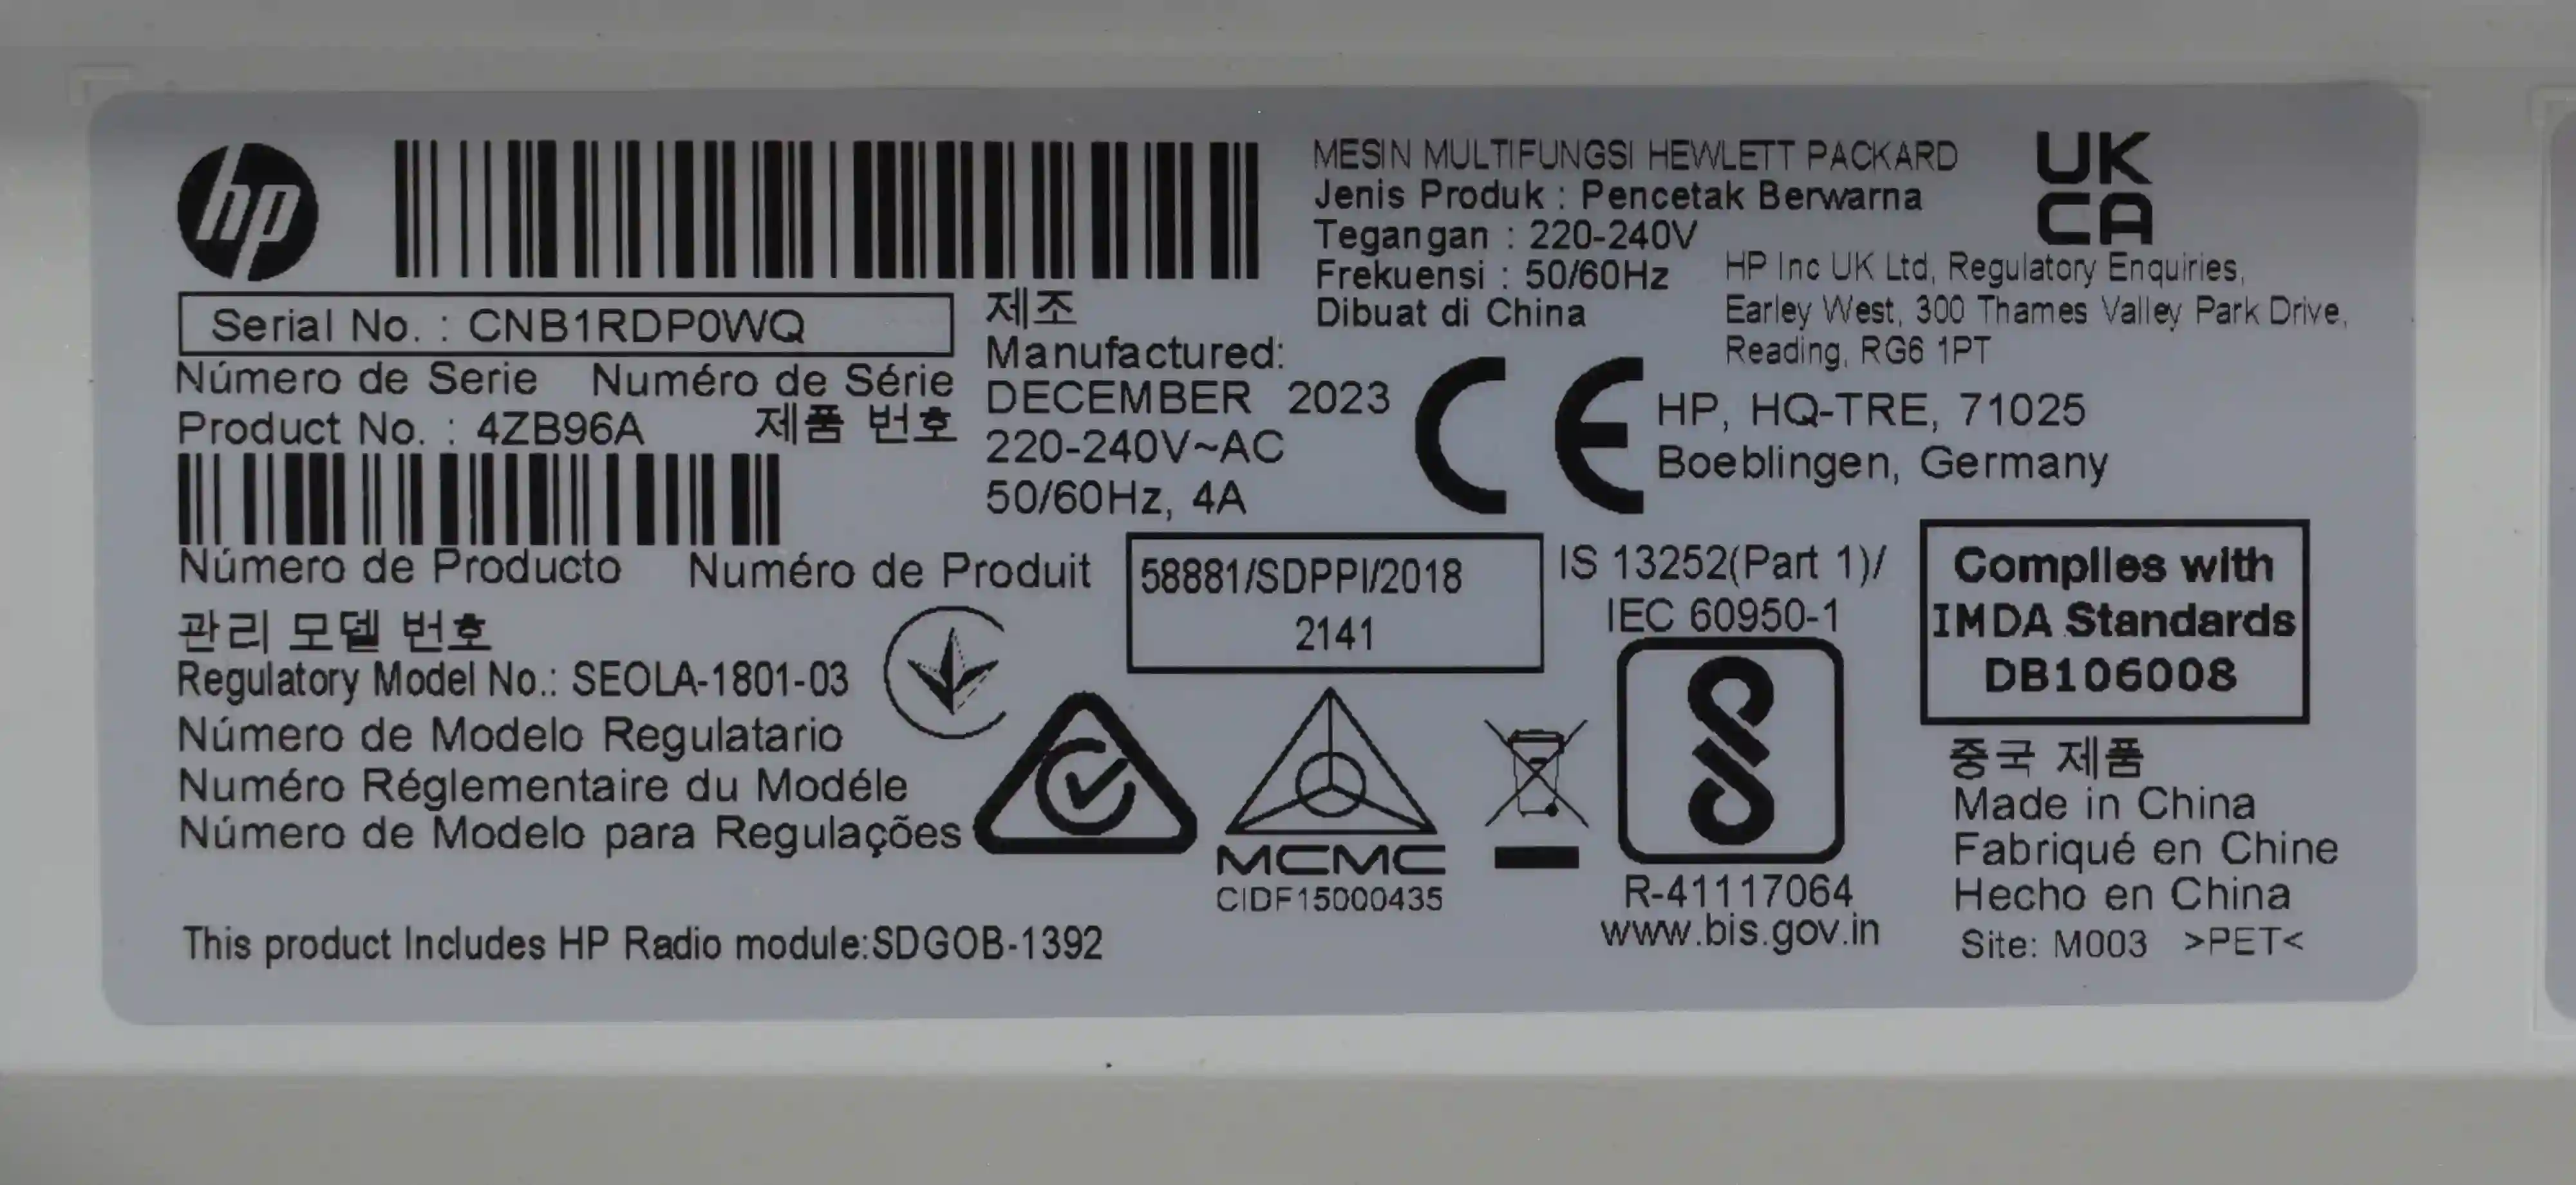 hp
Serial No. : CNB1RDP0WQ
Número de Serie Numéro de Série
Product No. : 4ZB96A 제품 번호
Número de Producto Numéro de Produit
관리 모델 번호
Regulatory Model No.: SEOLA-1801-03
Número de Modelo Regulatario
Numéro Réglementaire du Modéle
Número de Modelo para Regulações
This product Includes HP Radio module:SDGOB-1392
제조
Manufactured:
DECEMBER 2023
220-240V~AC
50/60Hz, 4A
MESIN MULTIFUNGSI HEWLETT PACKARD
Jenis Produk : Pencetak Berwarna
Tegangan : 220-240V
Frekuensi : 50/60Hz
Dibuat di China
UK
CA
HP Inc UK Ltd, Regulatory Enquiries,
Earley West, 300 Thames Valley Park Drive,
Reading, RG6 1PT
CE
HP, HQ-TRE, 71025
Boeblingen, Germany
58881/SDPPI/2018
2141
MCMC
CIDF15000435
IS 13252(Part 1)/
IEC 60950-1
R-41117064
www.bis.gov.in
Complies with
IMDA Standards
DB106008
중국 제품
Made in China
Fabriqué en Chine
Hecho en China
Site: M003 >PET<